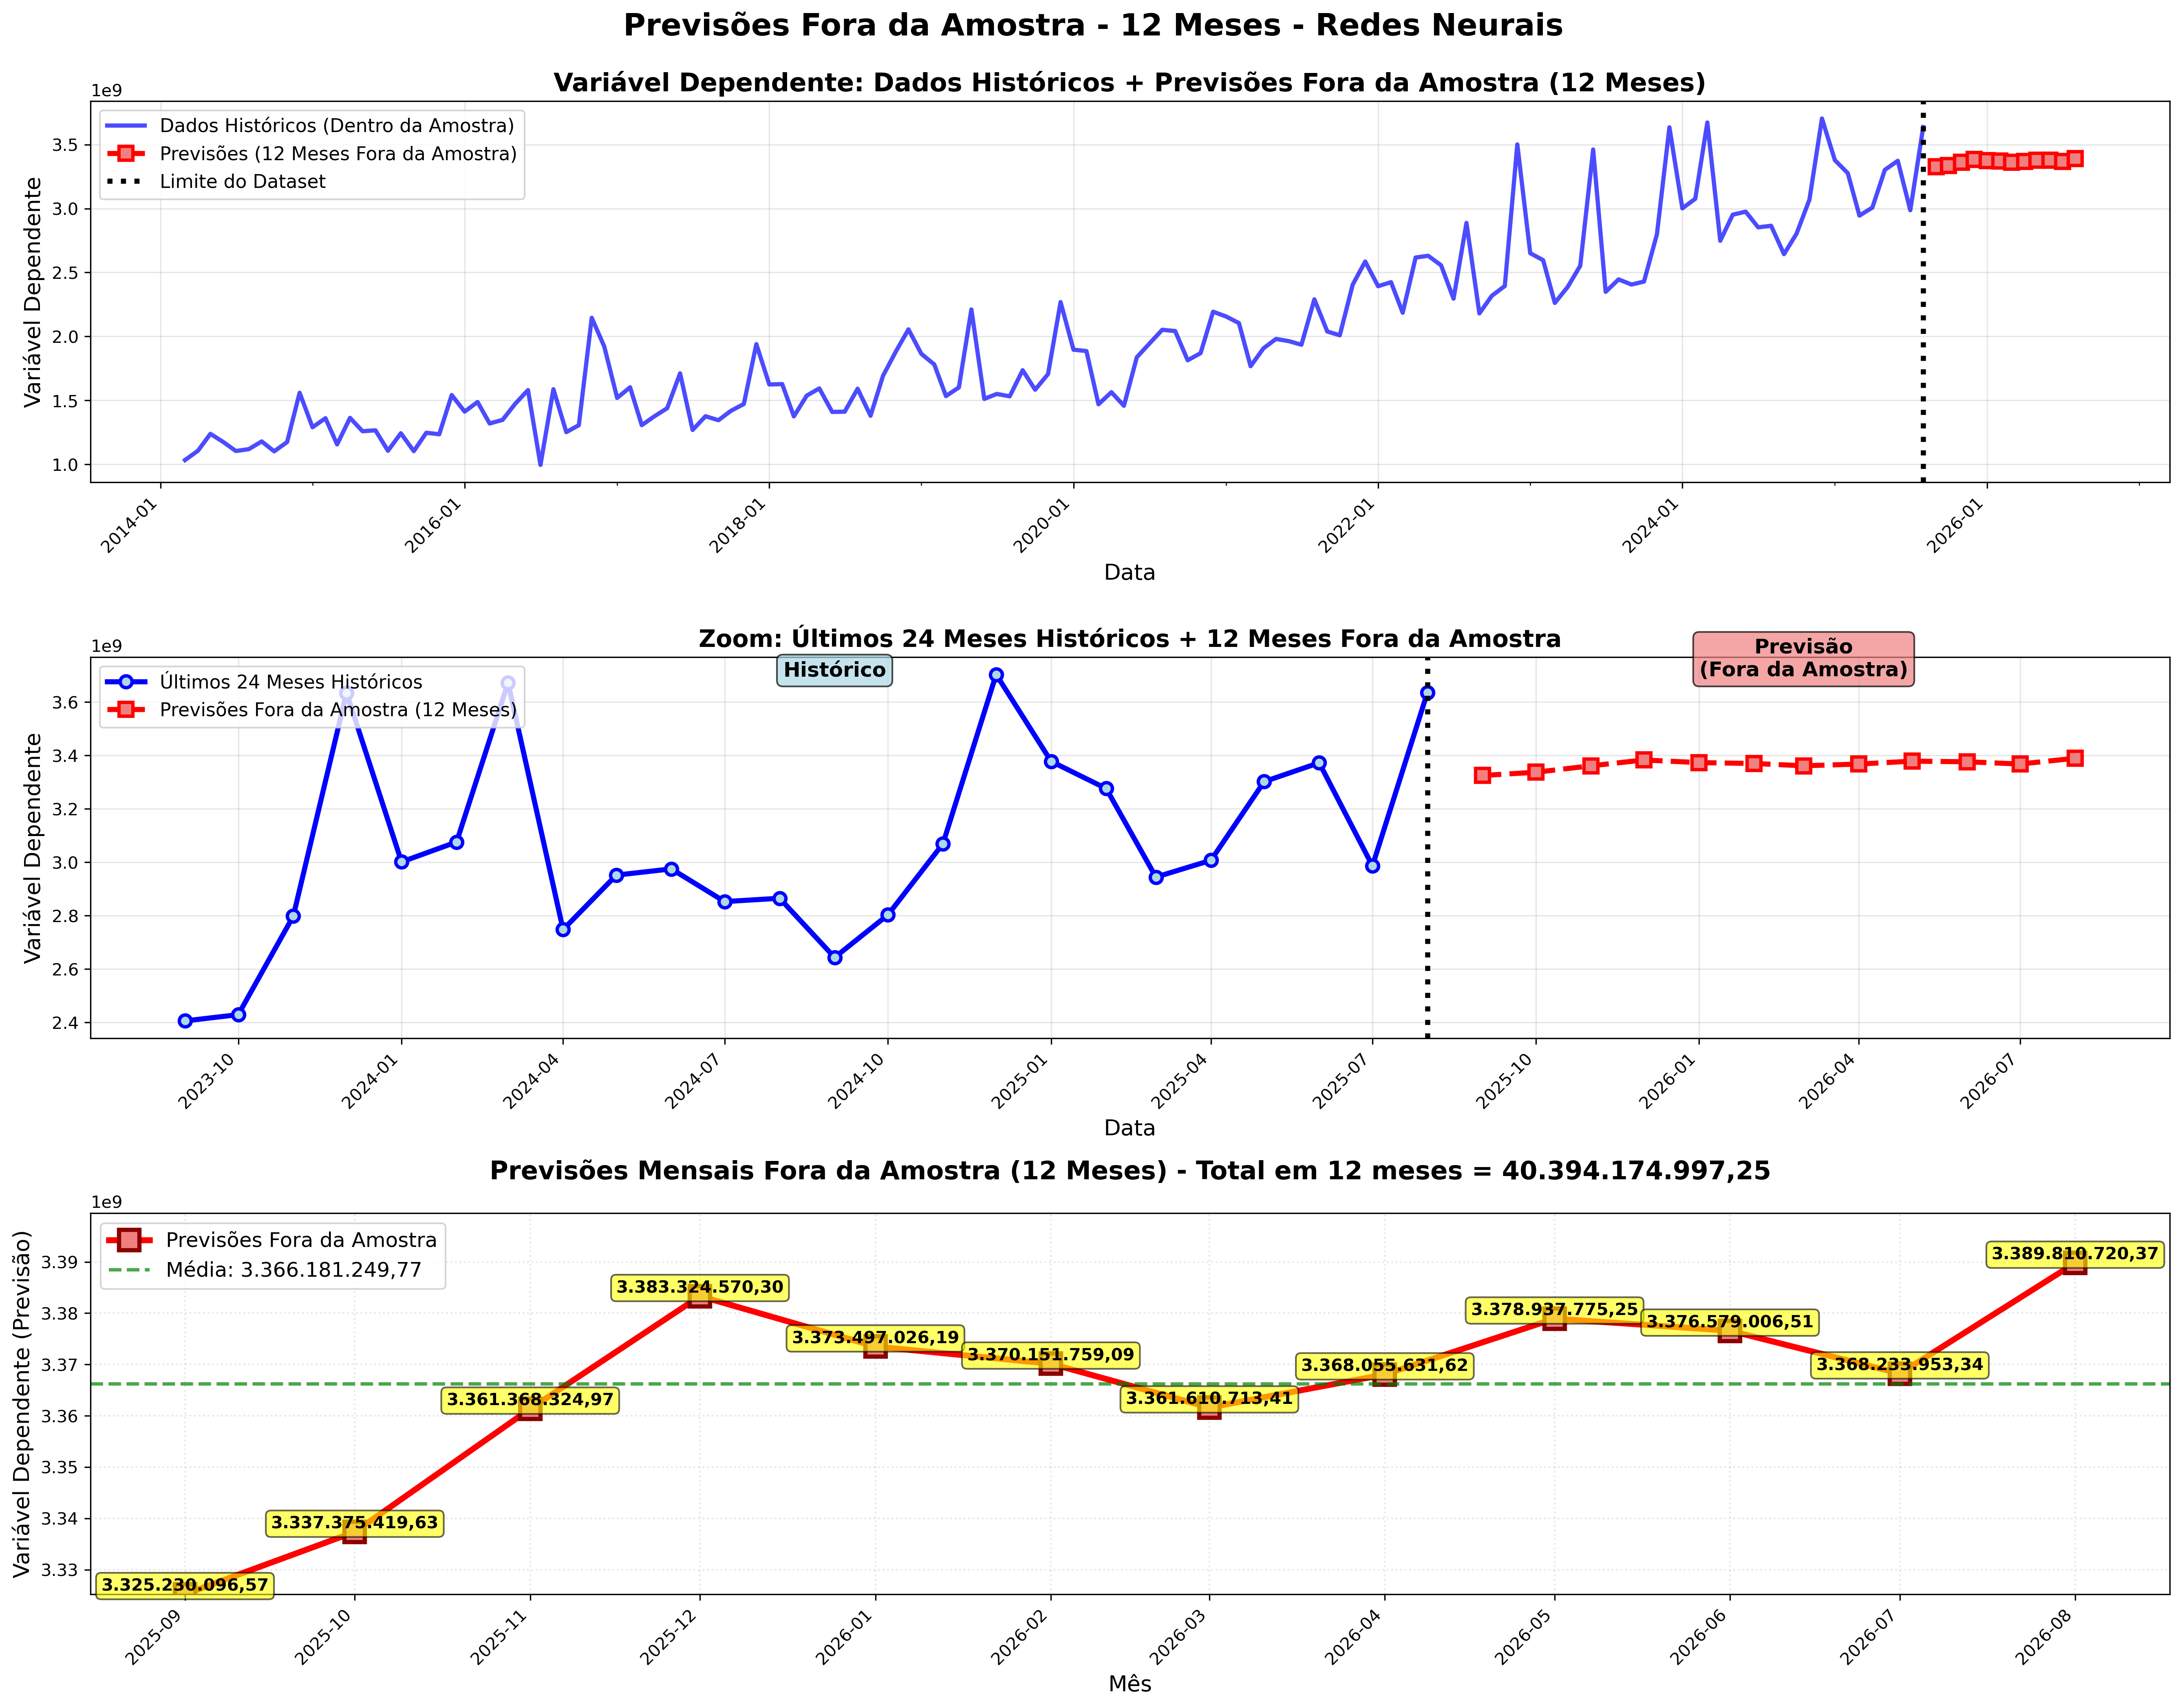 Previsões Fora da Amostra - 12 Meses - Redes Neurais
Variável Dependente: Dados Históricos + Previsões Fora da Amostra (12 Meses)
1e9
Dados Históricos (Dentro da Amostra)
Previsões (12 Meses Fora da Amostra)
Limite do Dataset
Variável Dependente
3.5
3.0
2.5
2.0
1.5
1.0
2014-01
2016-01
2018-01
2020-01
2022-01
2024-01
2026-01
Data
Zoom: Últimos 24 Meses Históricos + 12 Meses Fora da Amostra
1e9
Últimos 24 Meses Históricos
Previsões Fora da Amostra (12 Meses)
Histórico
Previsão
(Fora da Amostra)
Variável Dependente
3.6
3.4
3.2
3.0
2.8
2.6
2.4
2023-10
2024-01
2024-04
2024-07
2024-10
2025-01
2025-04
2025-07
2025-10
2026-01
2026-04
2026-07
Data
Previsões Mensais Fora da Amostra (12 Meses) - Total em 12 meses = 40.394.174.997,25
1e9
Previsões Fora da Amostra
Média: 3.366.181.249,77
Variável Dependente (Previsão)
3.39
3.38
3.37
3.36
3.35
3.34
3.33
3.325.230.096,57
3.337.375.419,63
3.361.368.324,97
3.383.324.570,30
3.373.497.026,19
3.370.151.759,09
3.361.610.713,41
3.368.055.631,62
3.378.937.775,25
3.376.579.006,51
3.368.233.953,34
3.389.810.720,37
2025-09
2025-10
2025-11
2025-12
2026-01
2026-02
2026-03
2026-04
2026-05
2026-06
2026-07
2026-08
Mês